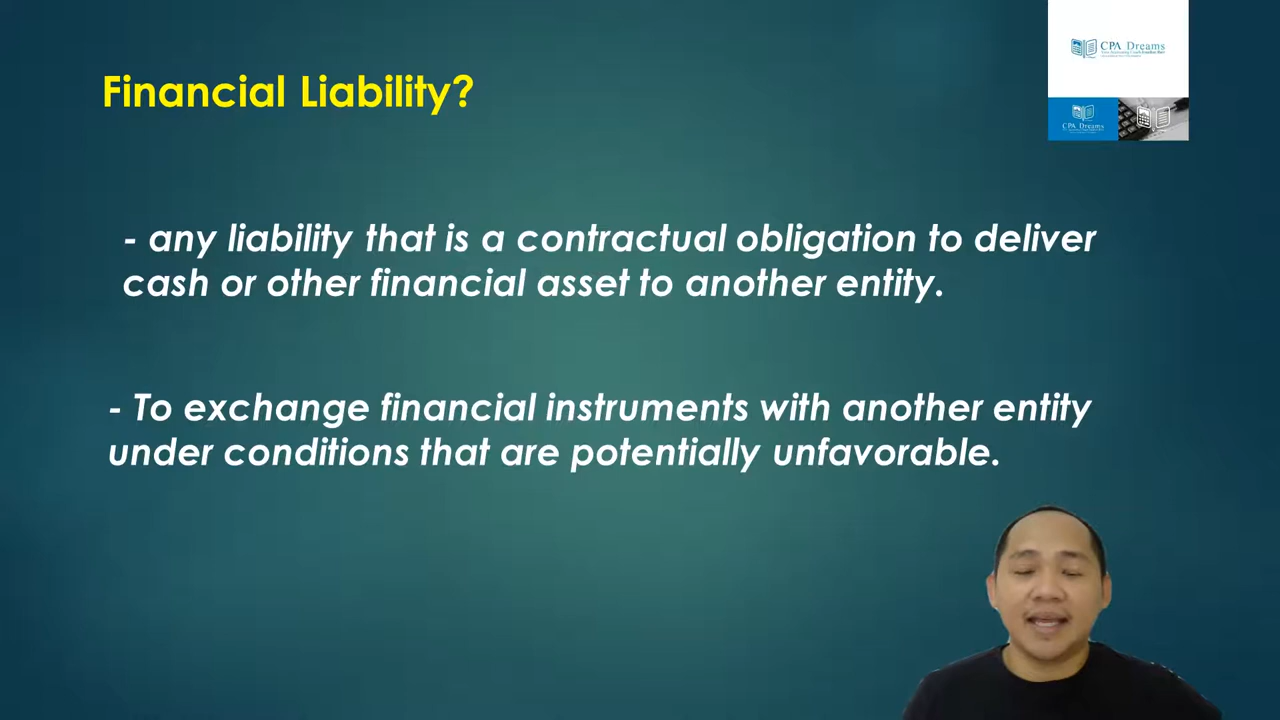 CPA Dreams
Financial Liability?
CPA Dreams
- any liability that is a contractual obligation to deliver
cash or other financial asset to another entity.
- To exchange financial instruments with another entity
under conditions that are potentially unfavorable.